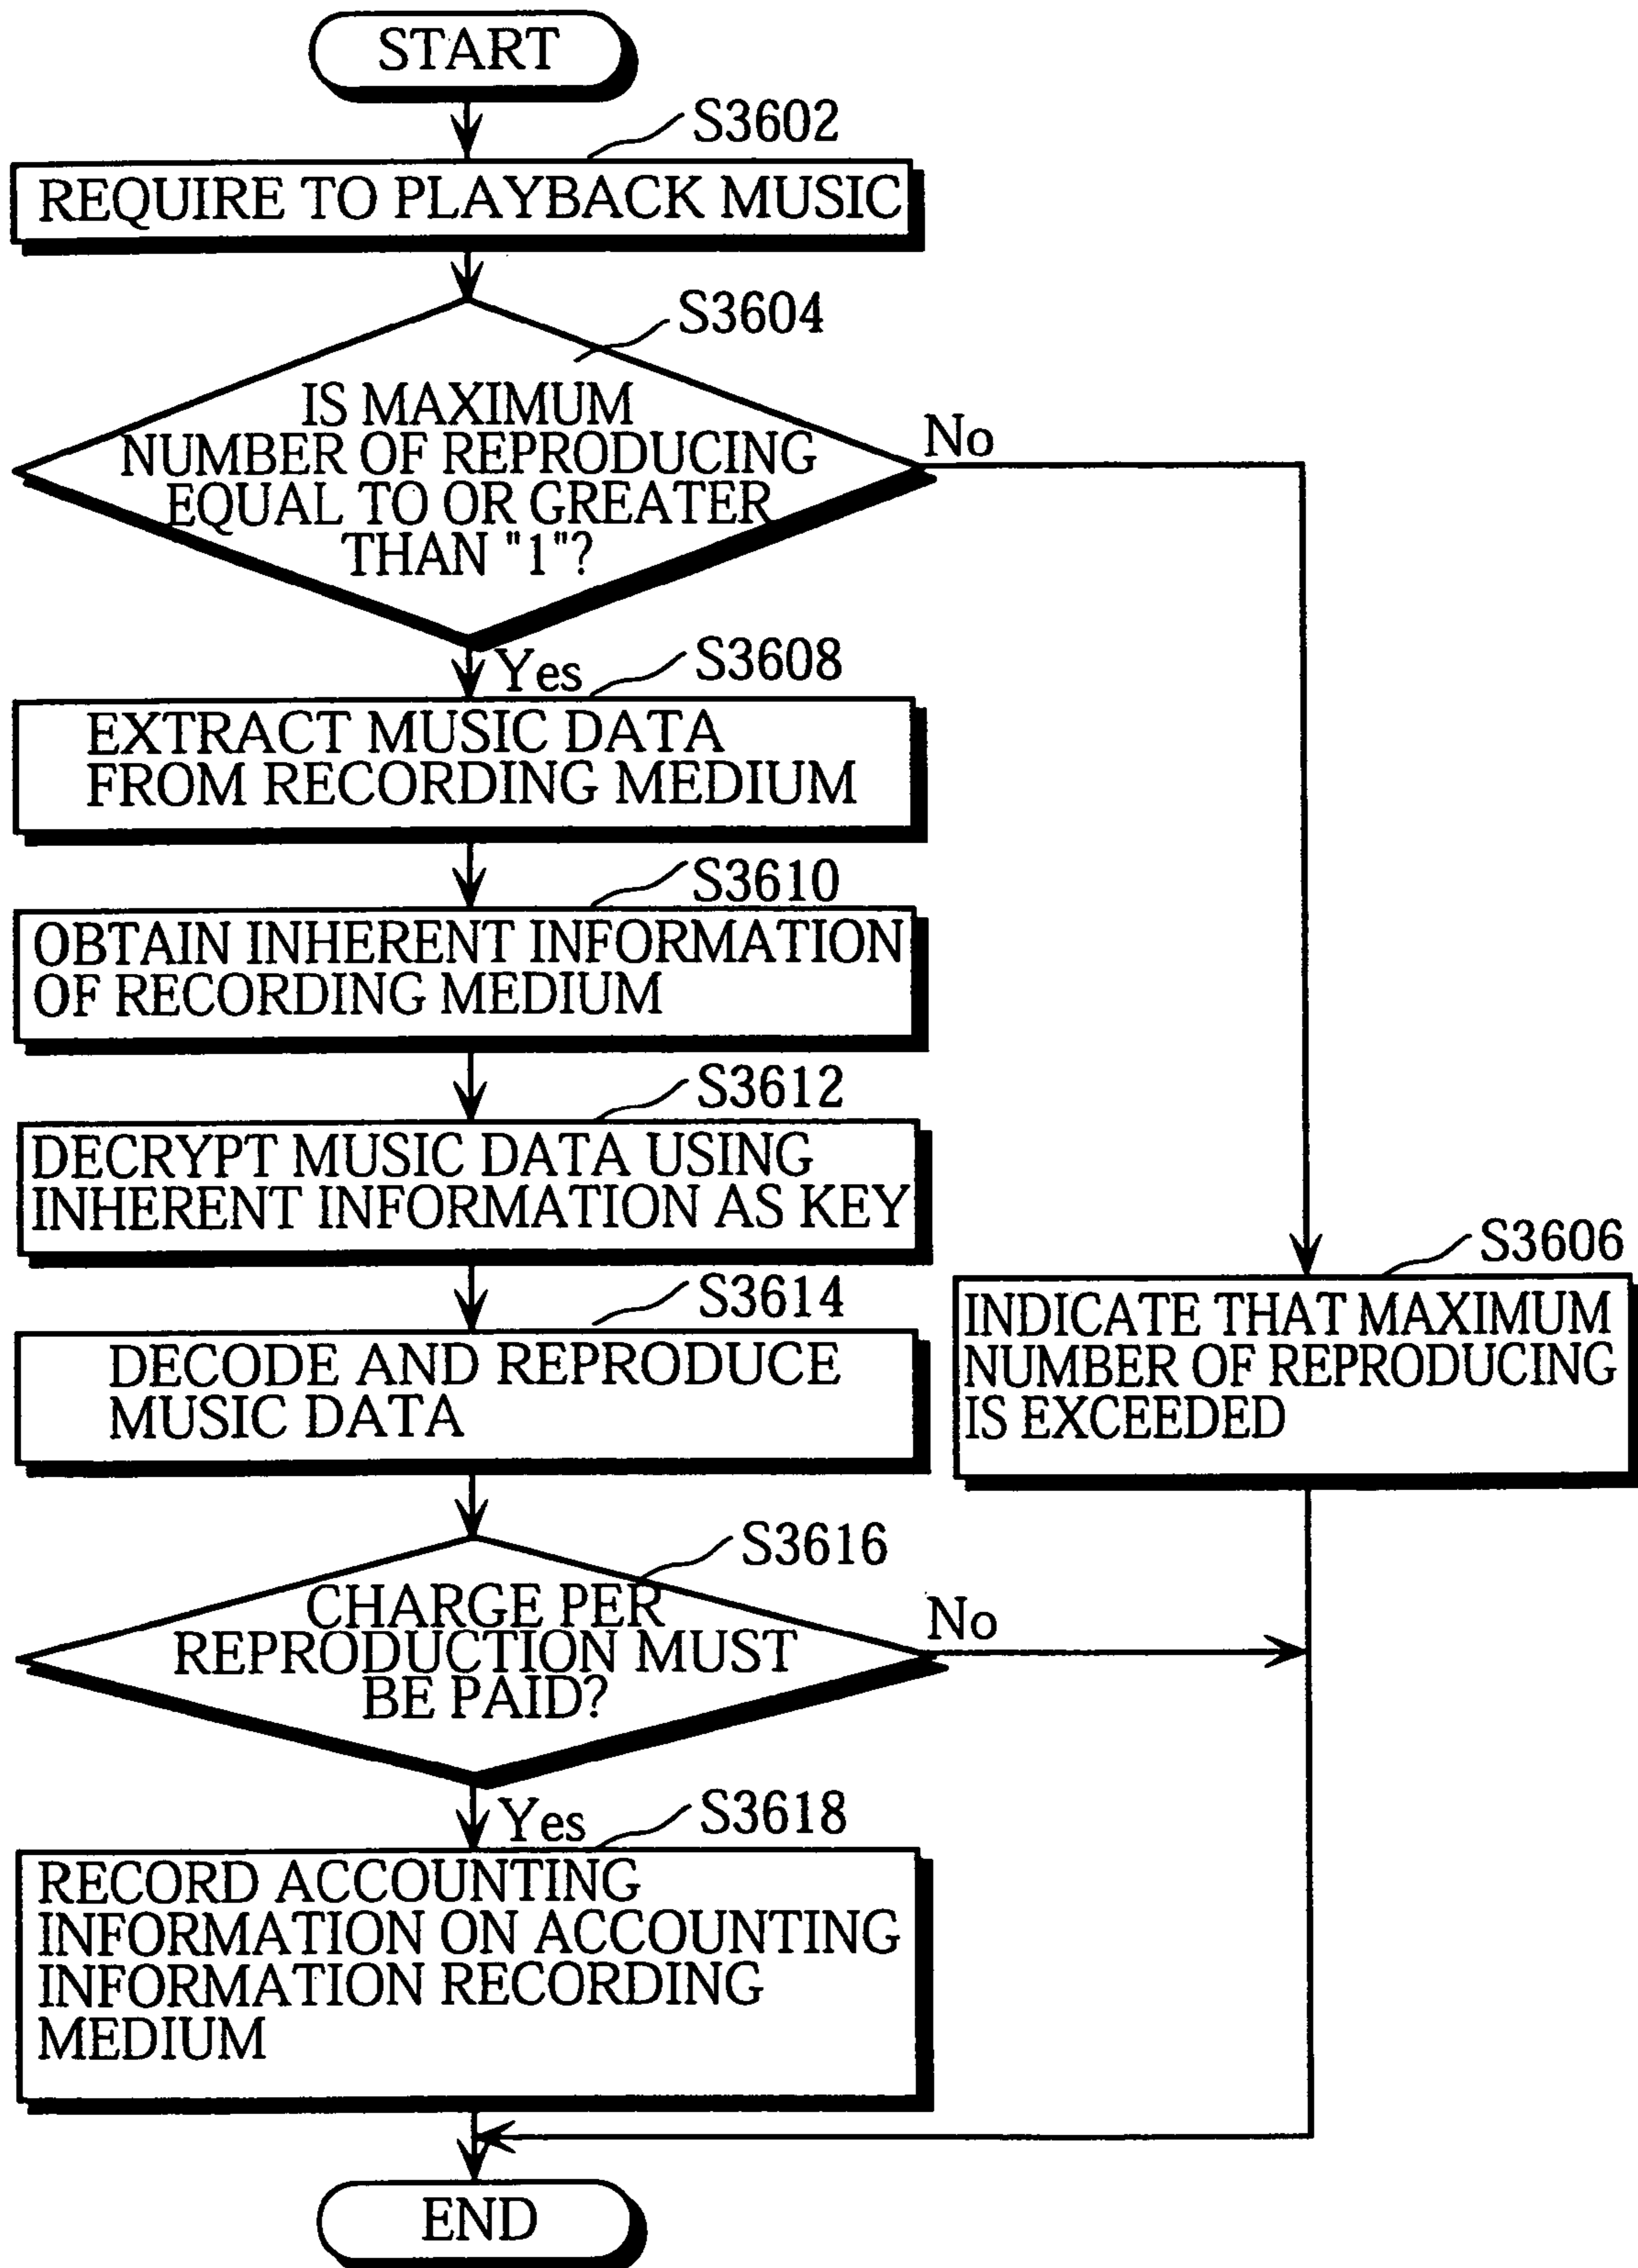 START
S3602
REQUIRE TO PLAYBACK MUSIC
S3604
IS MAXIMUM
NUMBER OF REPRODUCING
EQUAL TO OR GREATER
THAN "1"?
No
Yes
S3608
EXTRACT MUSIC DATA
FROM RECORDING MEDIUM
S3610
OBTAIN INHERENT INFORMATION
OF RECORDING MEDIUM
S3612
DECRYPT MUSIC DATA USING
INHERENT INFORMATION AS KEY
S3606
INDICATE THAT MAXIMUM
NUMBER OF REPRODUCING
IS EXCEEDED
S3614
DECODE AND REPRODUCE
MUSIC DATA
S3616
CHARGE PER
REPRODUCTION MUST
BE PAID?
No
Yes
S3618
RECORD ACCOUNTING
INFORMATION ON ACCOUNTING
INFORMATION RECORDING
MEDIUM
END